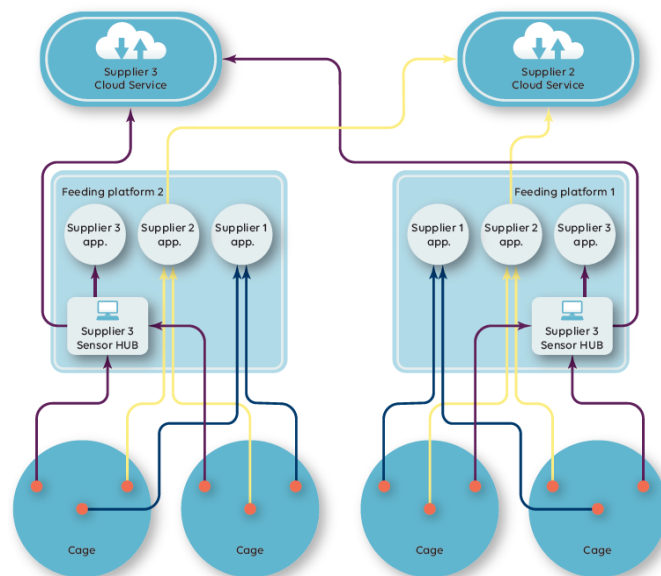 Supplier 3
Cloud Service
Supplier 2
Cloud Service
Feeding platform 2
Supplier 3
app.
Supplier 2
app.
Supplier 1
app.
Supplier 3
Sensor HUB
Feeding platform 1
Supplier 1
app.
Supplier 2
app.
Supplier 3
app.
Supplier 3
Sensor HUB
Cage
Cage
Cage
Cage